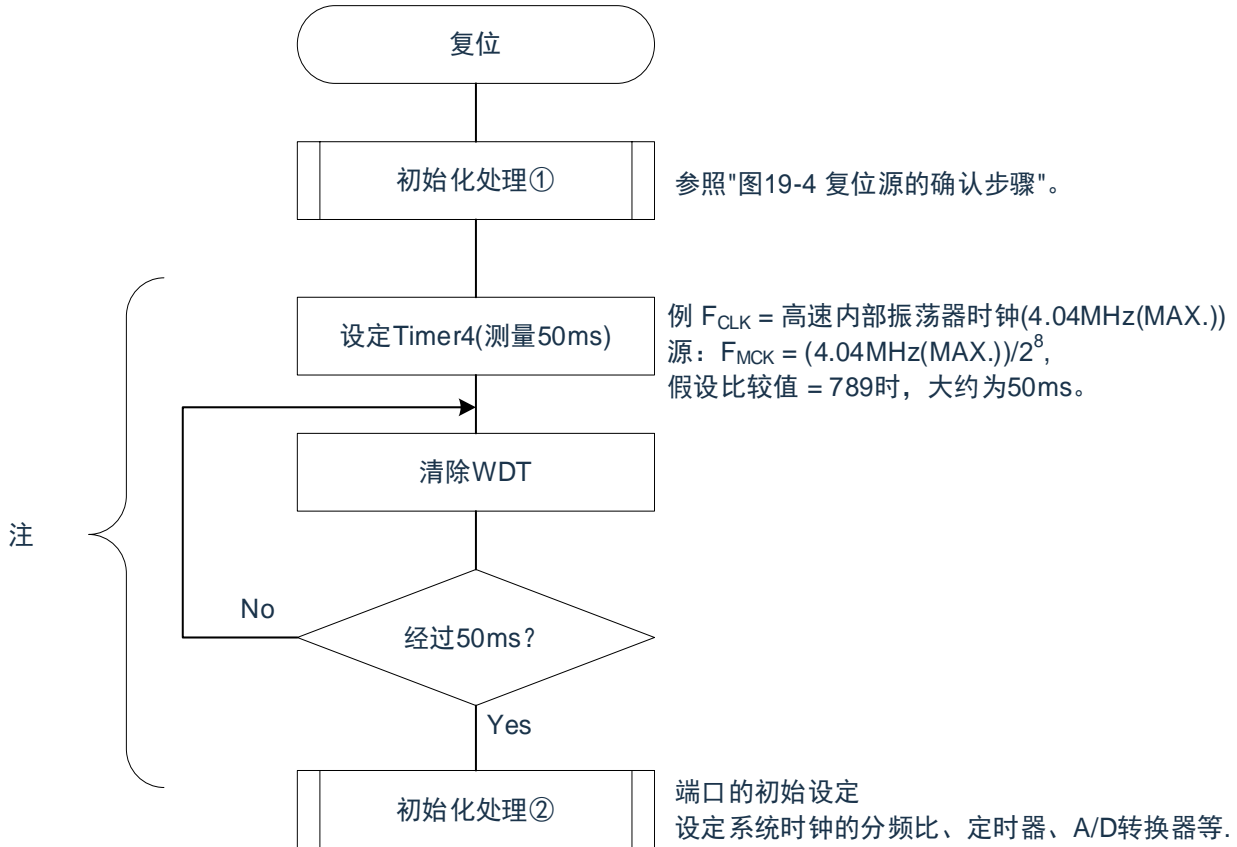 复位
初始化处理①
参照"图19-4 复位源的确认步骤"。
设定Timer4(测量50ms)
例 F_CLK = 高速内部振荡器时钟(4.04MHz(MAX.))
源：F_MCK = (4.04MHz(MAX.))/2^8,
假设比较值 = 789时，大约为50ms。
清除WDT
注
No
经过50ms？
Yes
初始化处理②
端口的初始设定
设定系统时钟的分频比、定时器、A/D转换器等.